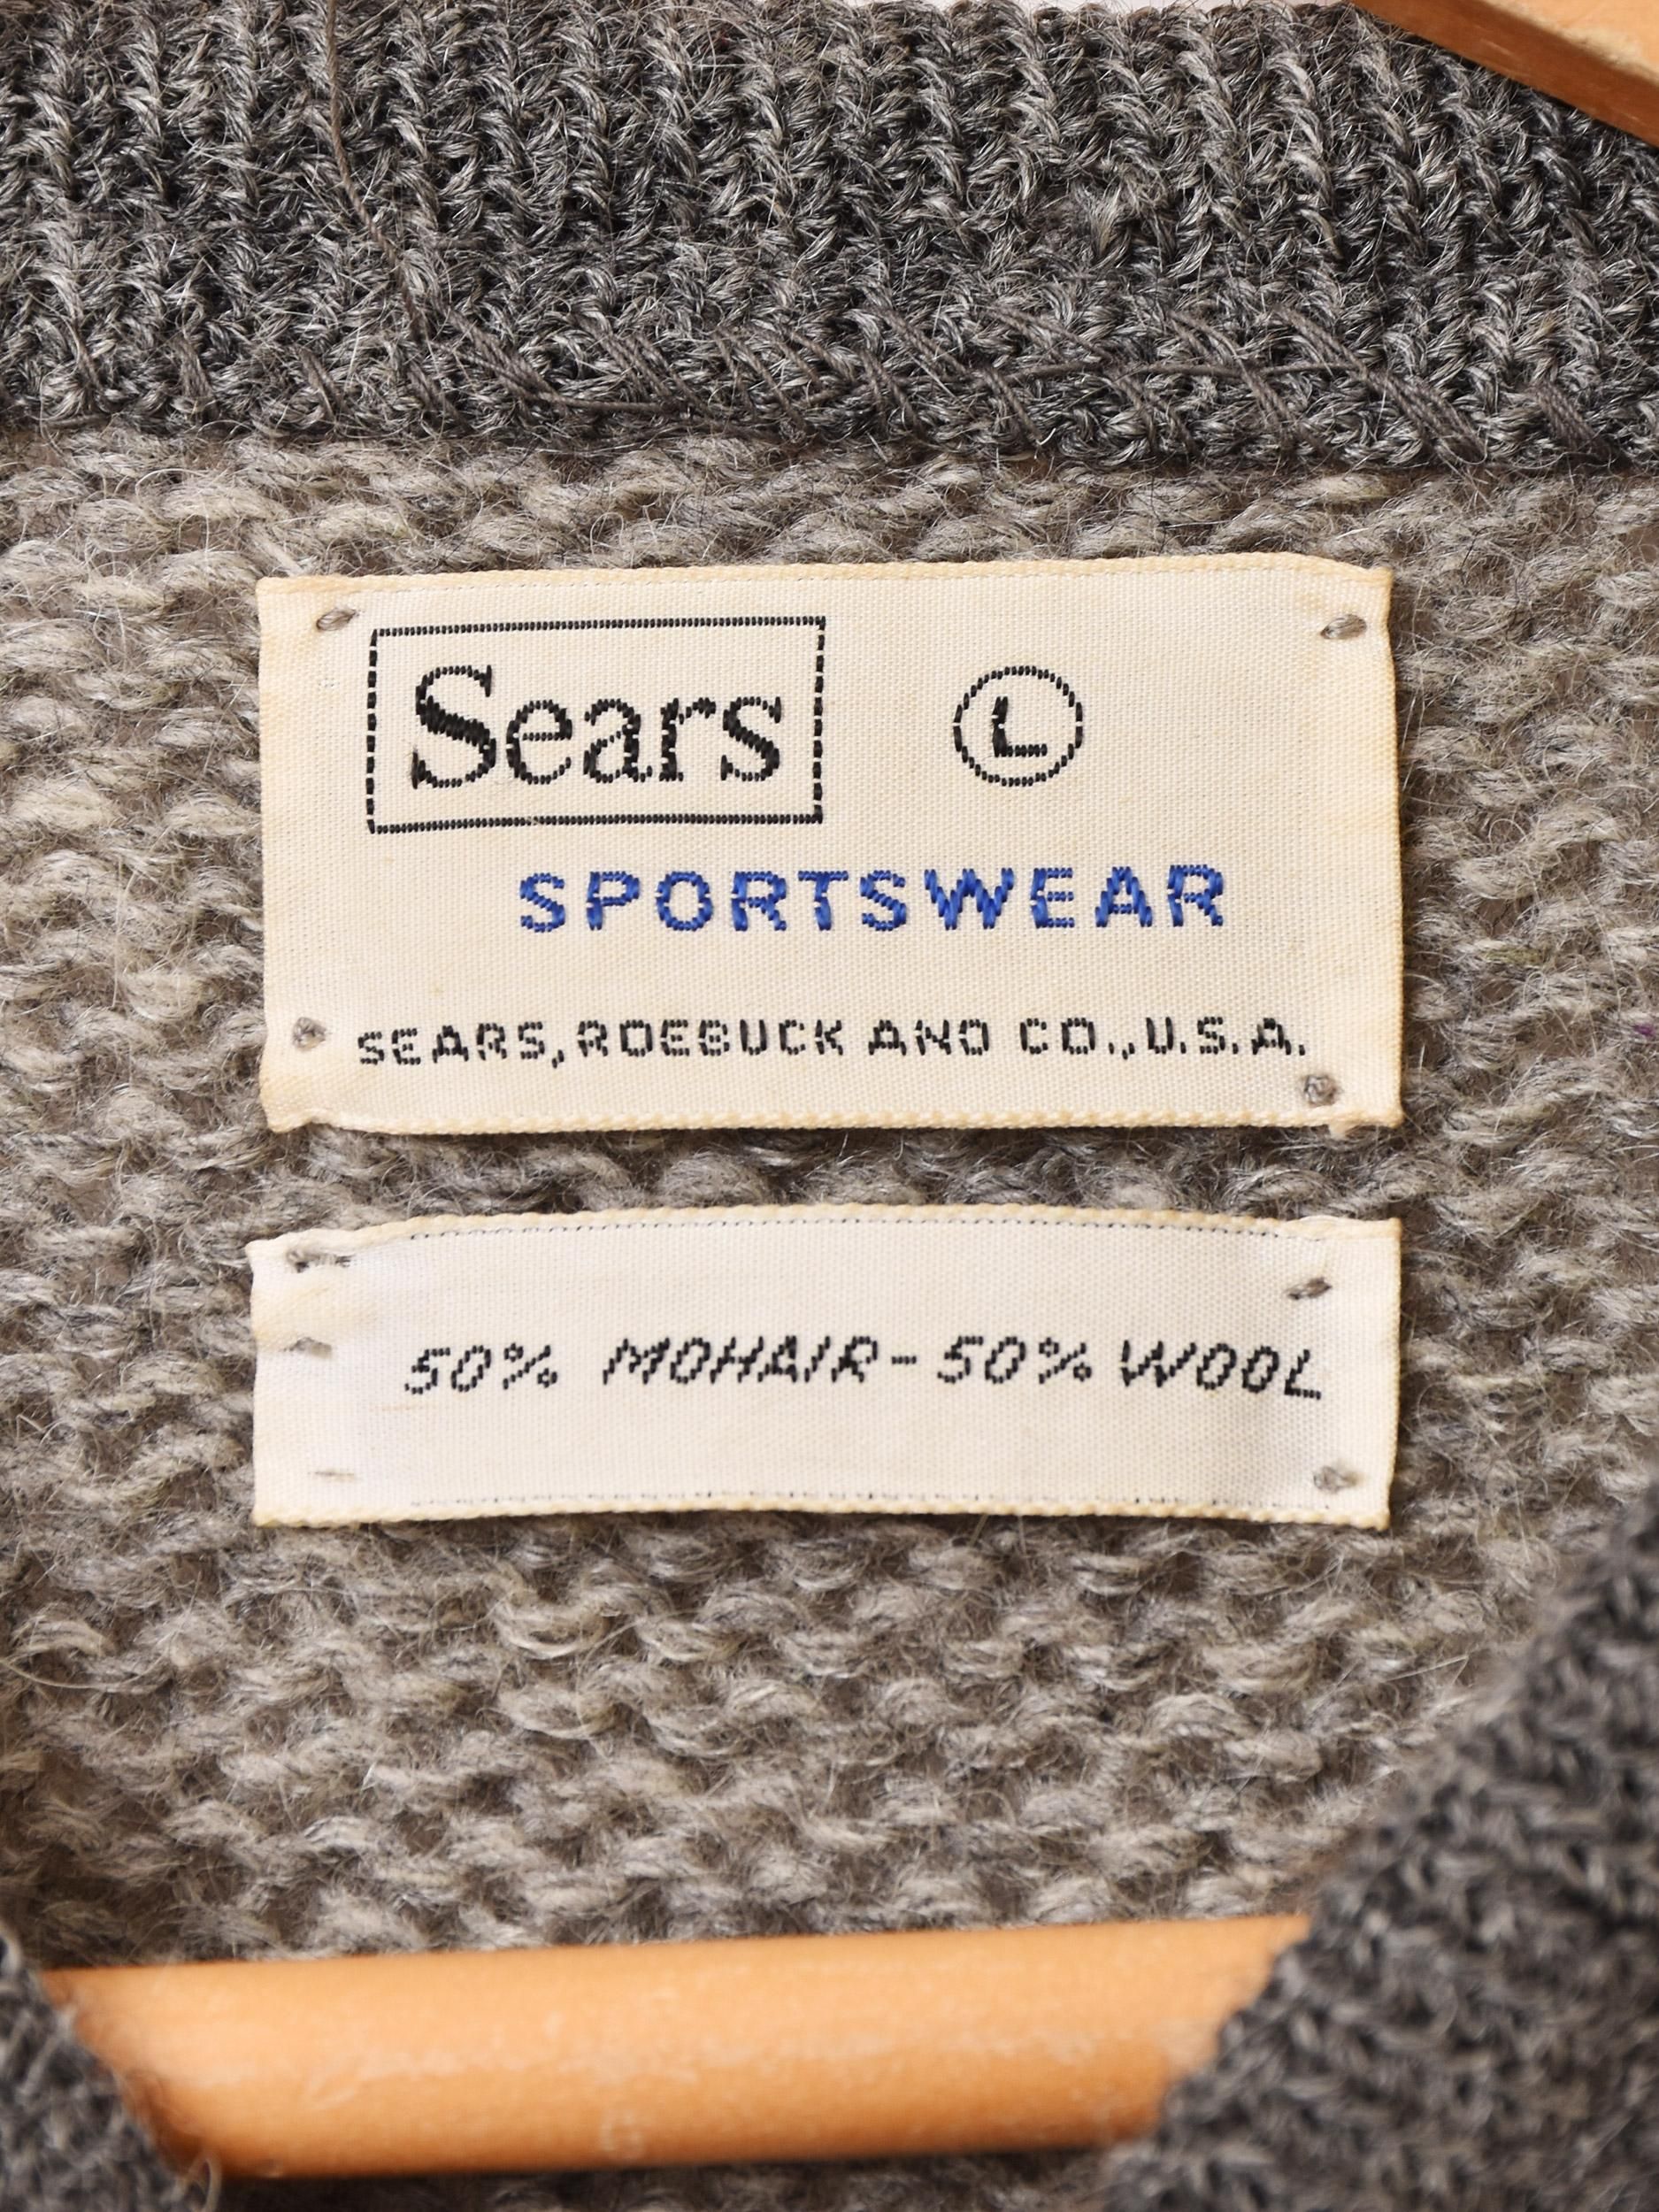 Sears L
SPORTSWEAR
SEARS, ROEBUCK AND CO., U.S.A.
50% MOHAIR - 50% WOOL